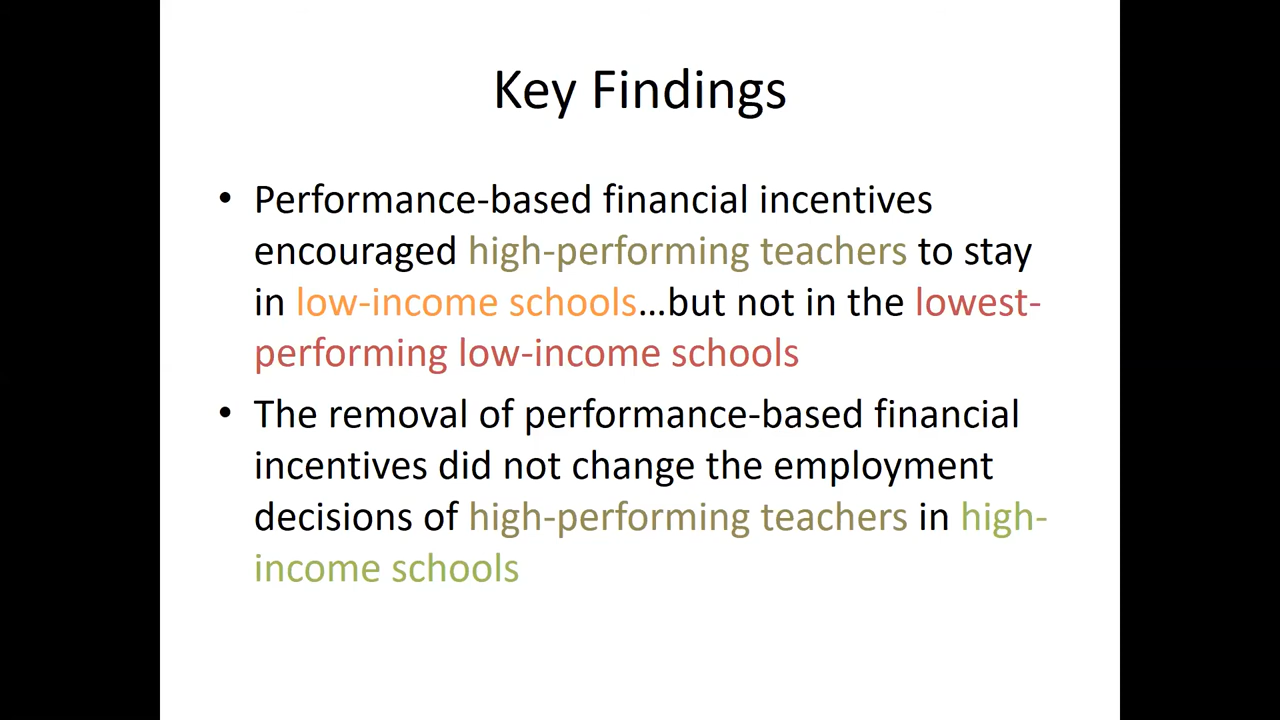 Key Findings
• Performance-based financial incentives
encouraged high-performing teachers to stay
in low-income schools…but not in the lowest-
performing low-income schools
• The removal of performance-based financial
incentives did not change the employment
decisions of high-performing teachers in high-
income schools